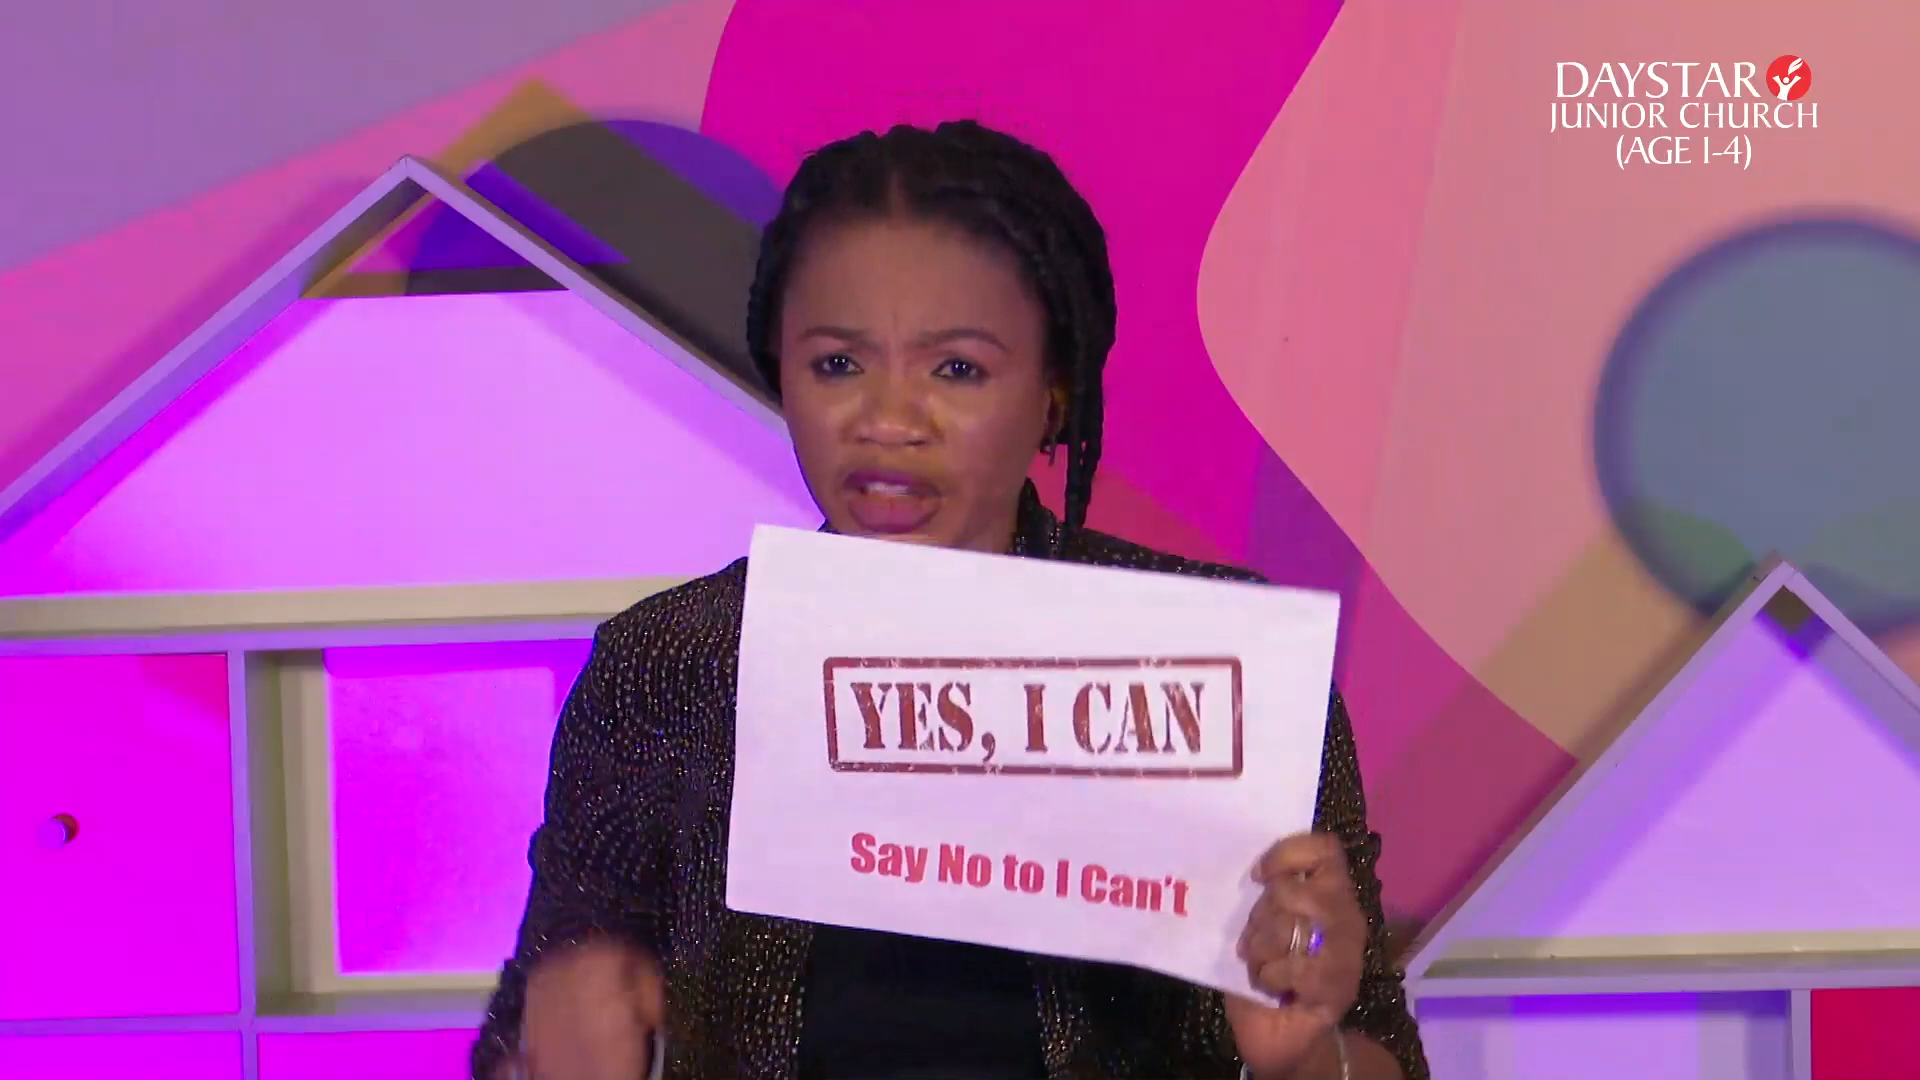 DAYSTAR
JUNIOR CHURCH
(AGE 1-4)
YES, I CAN
Say No to I Can't